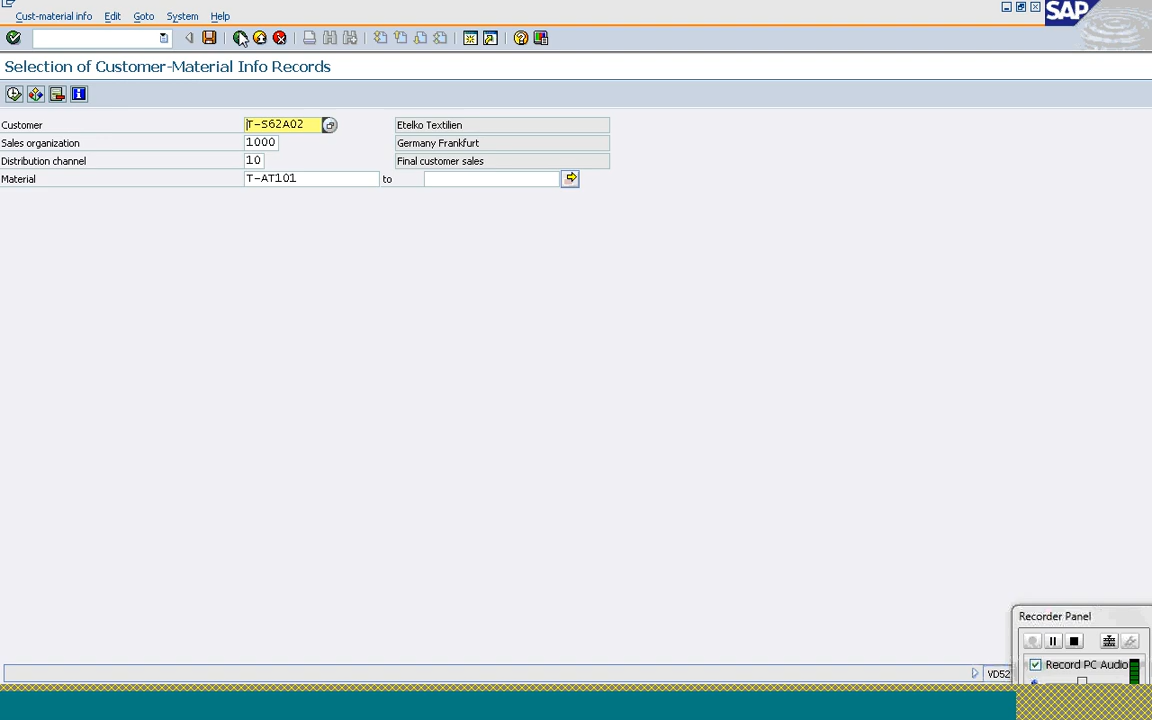 Cust-material info Edit Goto System Help
SAP
Selection of Customer-Material Info Records
Customer T-S62A02 Etelko Textilien
Sales organization 1000 Germany Frankfurt
Distribution channel 10 Final customer sales
Material T-AT101 to
Recorder Panel
Record PC Audio
VD52